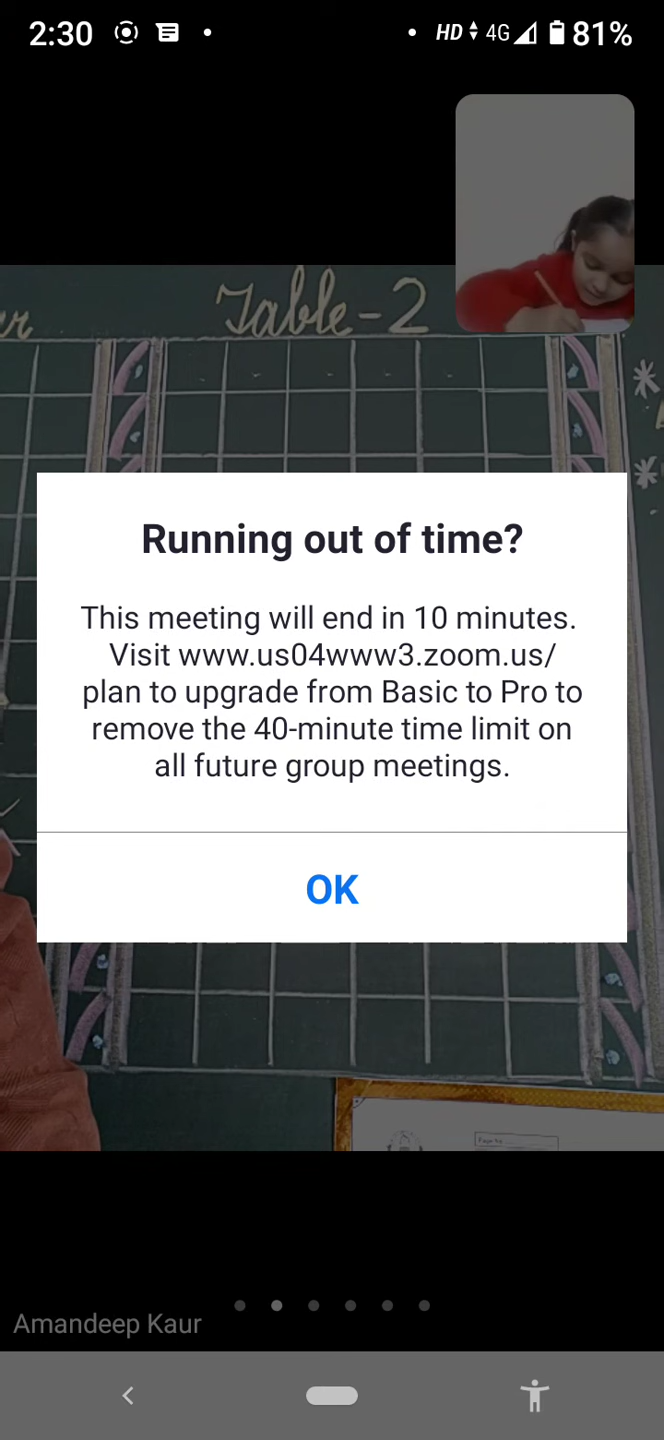 2:30
HD 4G 81%
Table-2
Running out of time?
This meeting will end in 10 minutes.
Visit www.us04www3.zoom.us/
plan to upgrade from Basic to Pro to
remove the 40-minute time limit on
all future group meetings.
OK
Amandeep Kaur